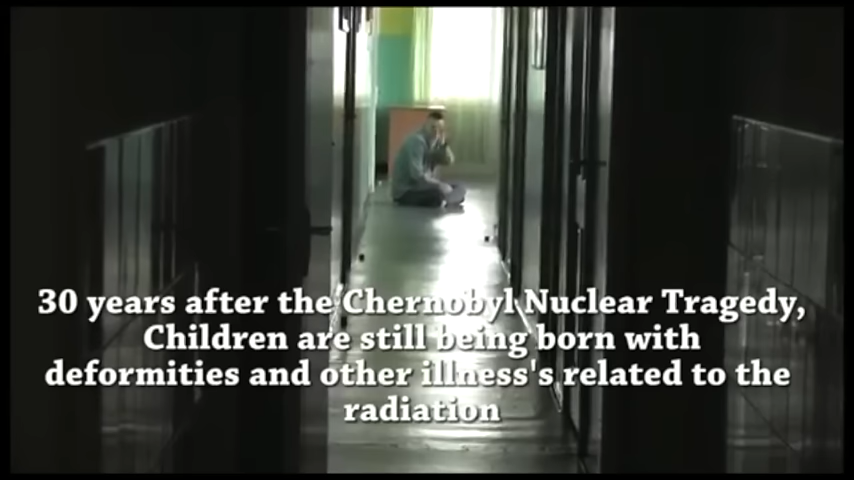 30 years after the Chernobyl Nuclear Tragedy,
Children are still being born with
deformities and other illness's related to the
radiation